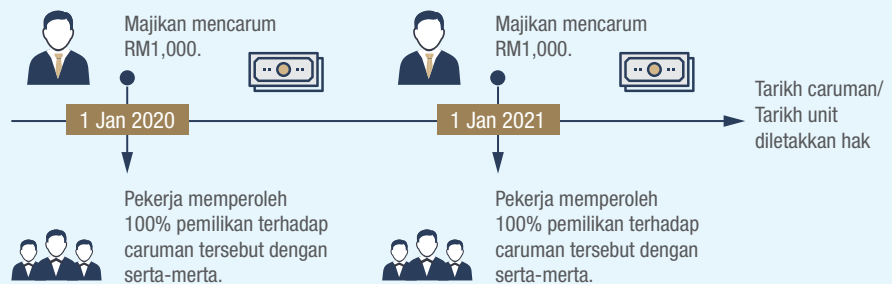 Majikan mencarum
RM1,000.
Majikan mencarum
RM1,000.
1 Jan 2020
1 Jan 2021
Tarikh caruman/
Tarikh unit
diletakkan hak
Pekerja memperoleh
100% pemilikan terhadap
caruman tersebut dengan
serta-merta.
Pekerja memperoleh
100% pemilikan terhadap
caruman tersebut dengan
serta-merta.